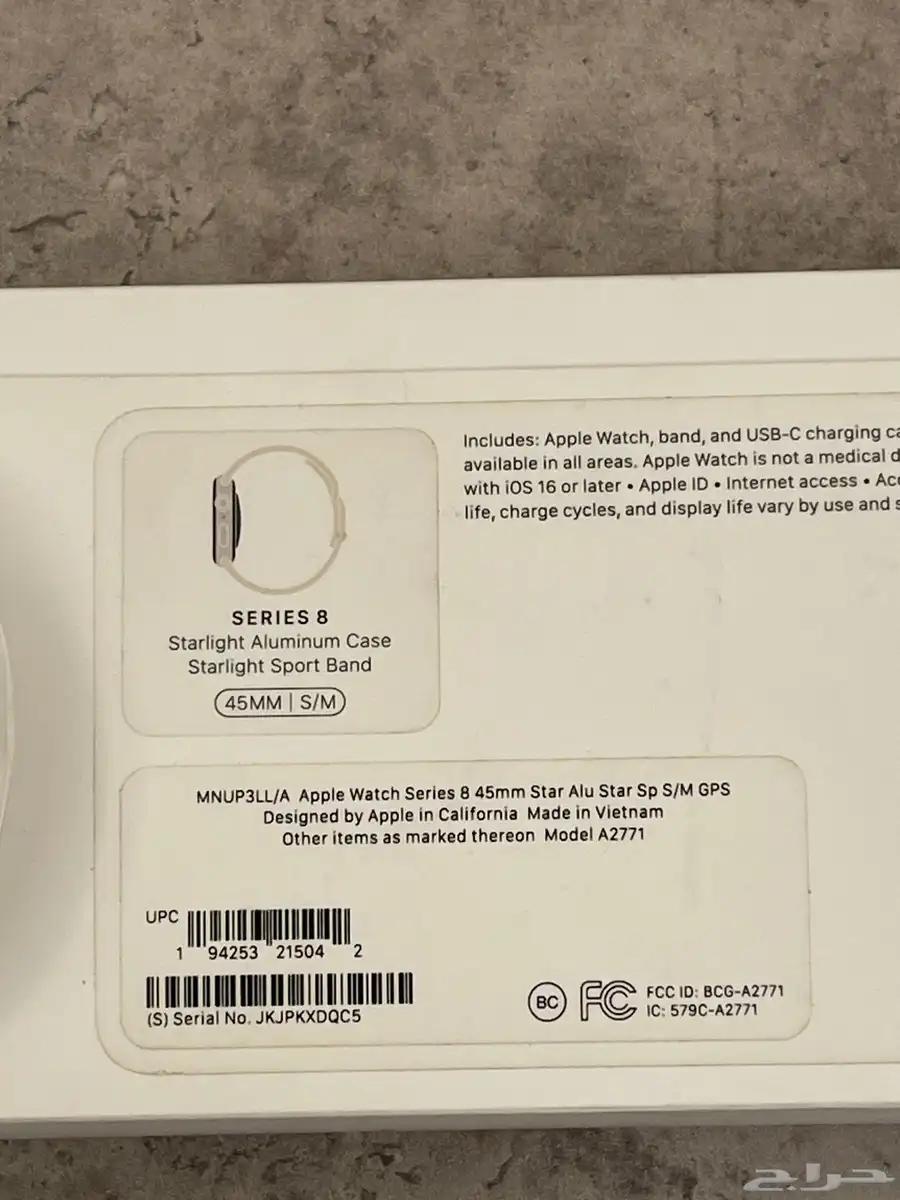 Includes: Apple Watch, band, and USB-C charging
available in all areas. Apple Watch is not a medical
with iOS 16 or later • Apple ID • Internet access •
life, charge cycles, and display life vary by use and
SERIES 8
Starlight Aluminum Case
Starlight Sport Band
45MM | S/M
MNUP3LL/A Apple Watch Series 8 45mm Star Alu Star Sp S/M GPS
Designed by Apple in California Made in Vietnam
Other items as marked thereon Model A2771
UPC
1 94253 21504 2
(S) Serial No. JKJPKXDQC5
BC FC FCC ID: BCG-A2771
IC: 579C-A2771
حراج